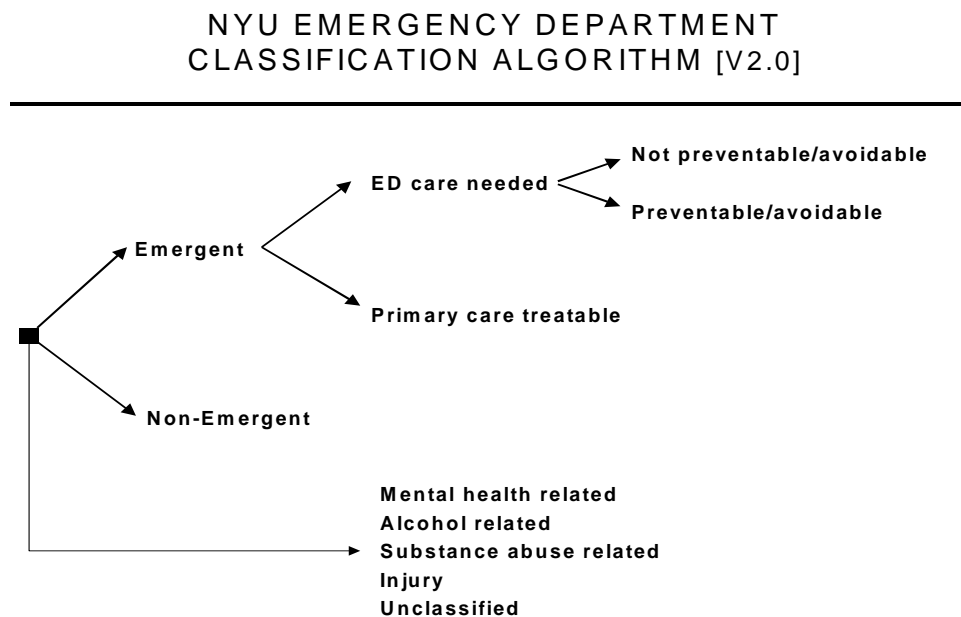 NYU EMERGENCY DEPARTMENT
CLASSIFICATION ALGORITHM [V2.0]
Not preventable/avoidable
ED care needed
Preventable/avoidable
Emergent
Primary care treatable
Non-Emergent
Mental health related
Alcohol related
Substance abuse related
Injury
Unclassified